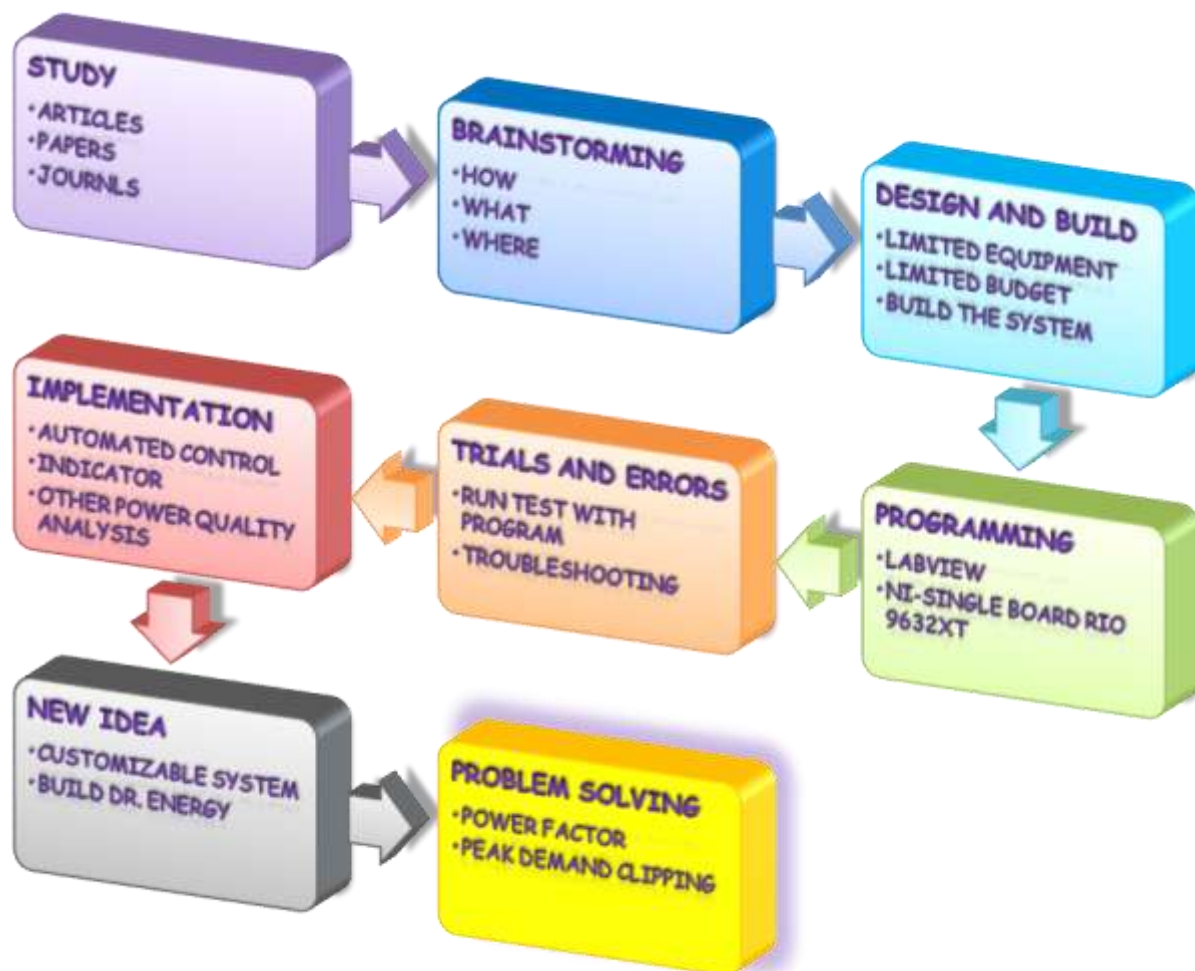 STUDY
•ARTICLES
•PAPERS
•JOURNLS
BRAINSTORMING
•HOW
•WHAT
•WHERE
DESIGN AND BUILD
•LIMITED EQUIPMENT
•LIMITED BUDGET
•BUILD THE SYSTEM
PROGRAMMING
•LABVIEW
•NI-SINGLE BOARD RIO
9632XT
TRIALS AND ERRORS
•RUN TEST WITH
PROGRAM
•TROUBLESHOOTING
IMPLEMENTATION
•AUTOMATED CONTROL
•INDICATOR
•OTHER POWER QUALITY
ANALYSIS
NEW IDEA
•CUSTOMIZABLE SYSTEM
•BUILD DR. ENERGY
PROBLEM SOLVING
•POWER FACTOR
•PEAK DEMAND CLIPPING